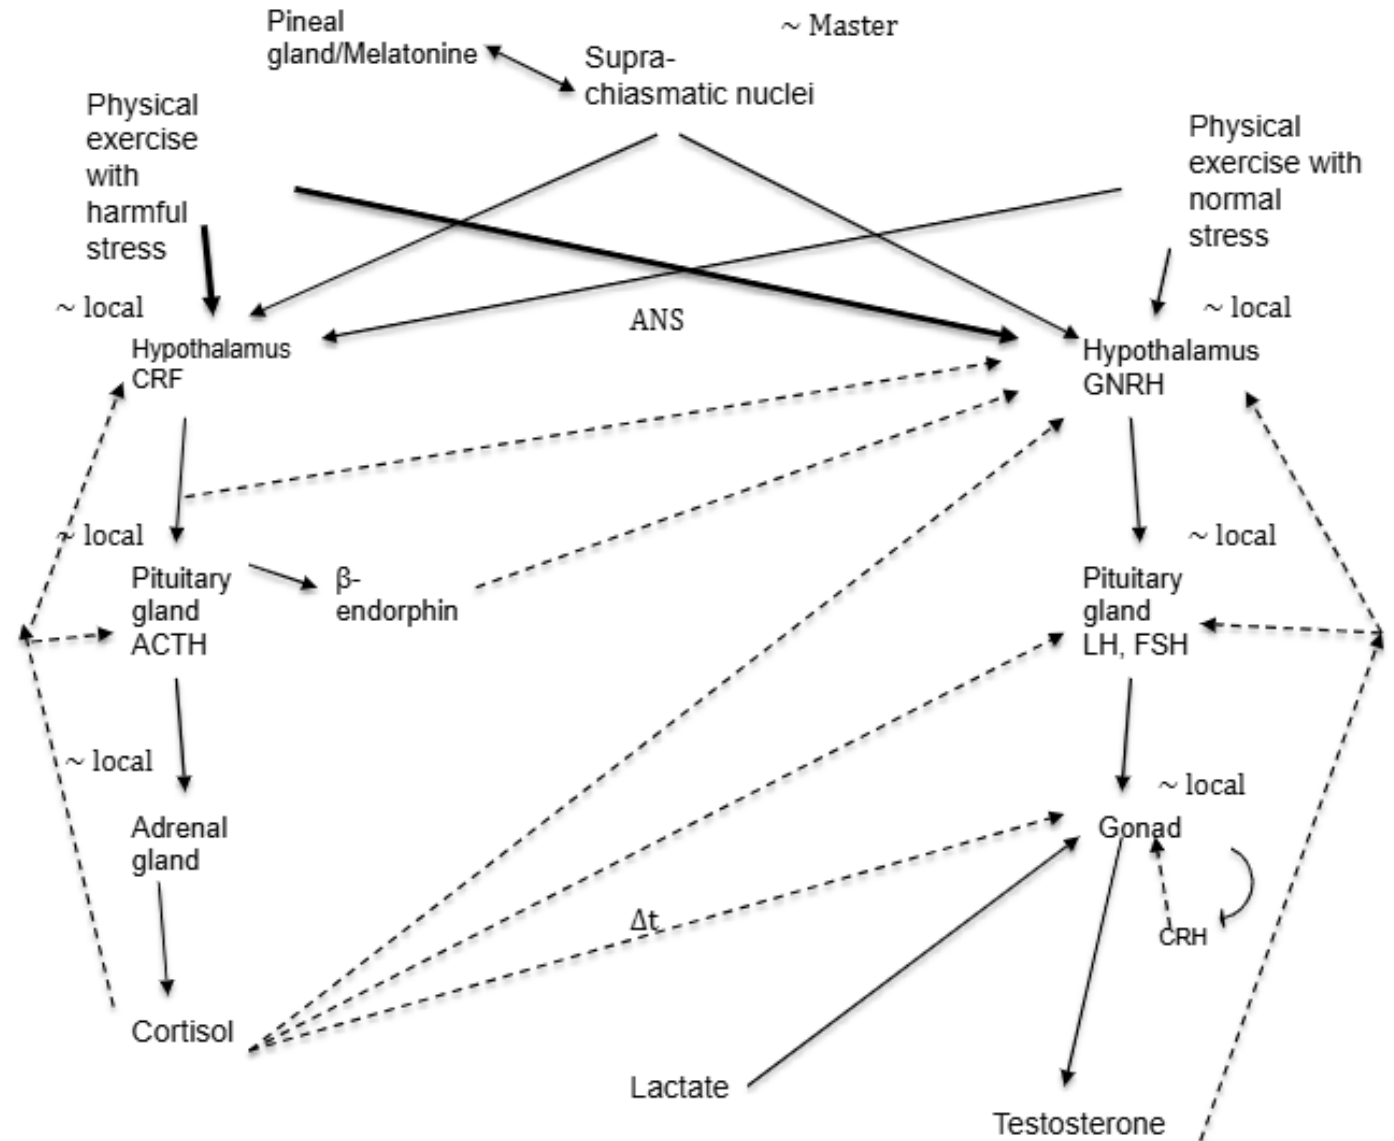 Pineal
gland/Melatonine
~ Master
Supra-
chiasmatic nuclei
Physical
exercise
with
harmful
stress
Physical
exercise with
normal
stress
~ local
ANS
~ local
Hypothalamus
CRF
Hypothalamus
GNRH
~ local
Pituitary
gland
ACTH
β-
endorphin
~ local
Pituitary
gland
LH, FSH
~ local
Adrenal
gland
~ local
Gonad
Δt
CRH
Cortisol
Lactate
Testosterone